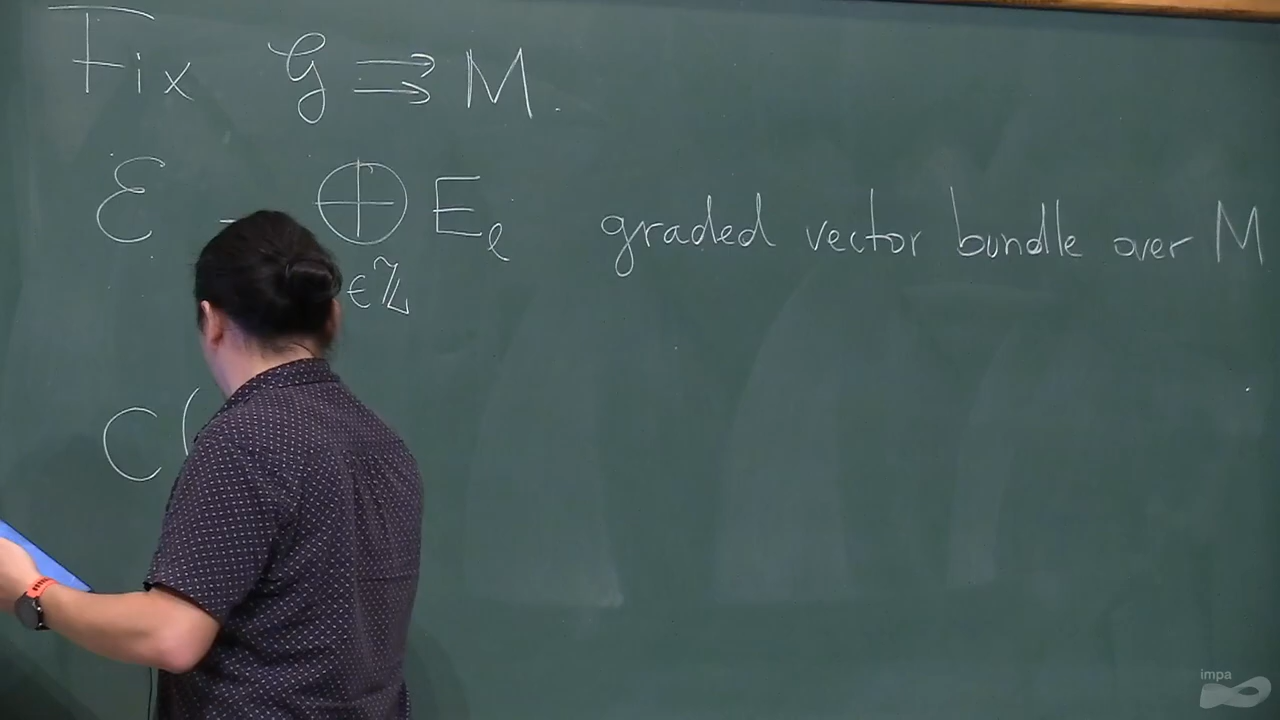 Fix 𝒢 ⇉ M.
ℰ = ⊕ E_ℓ graded vector bundle over M
∈ℤ
C(
impa